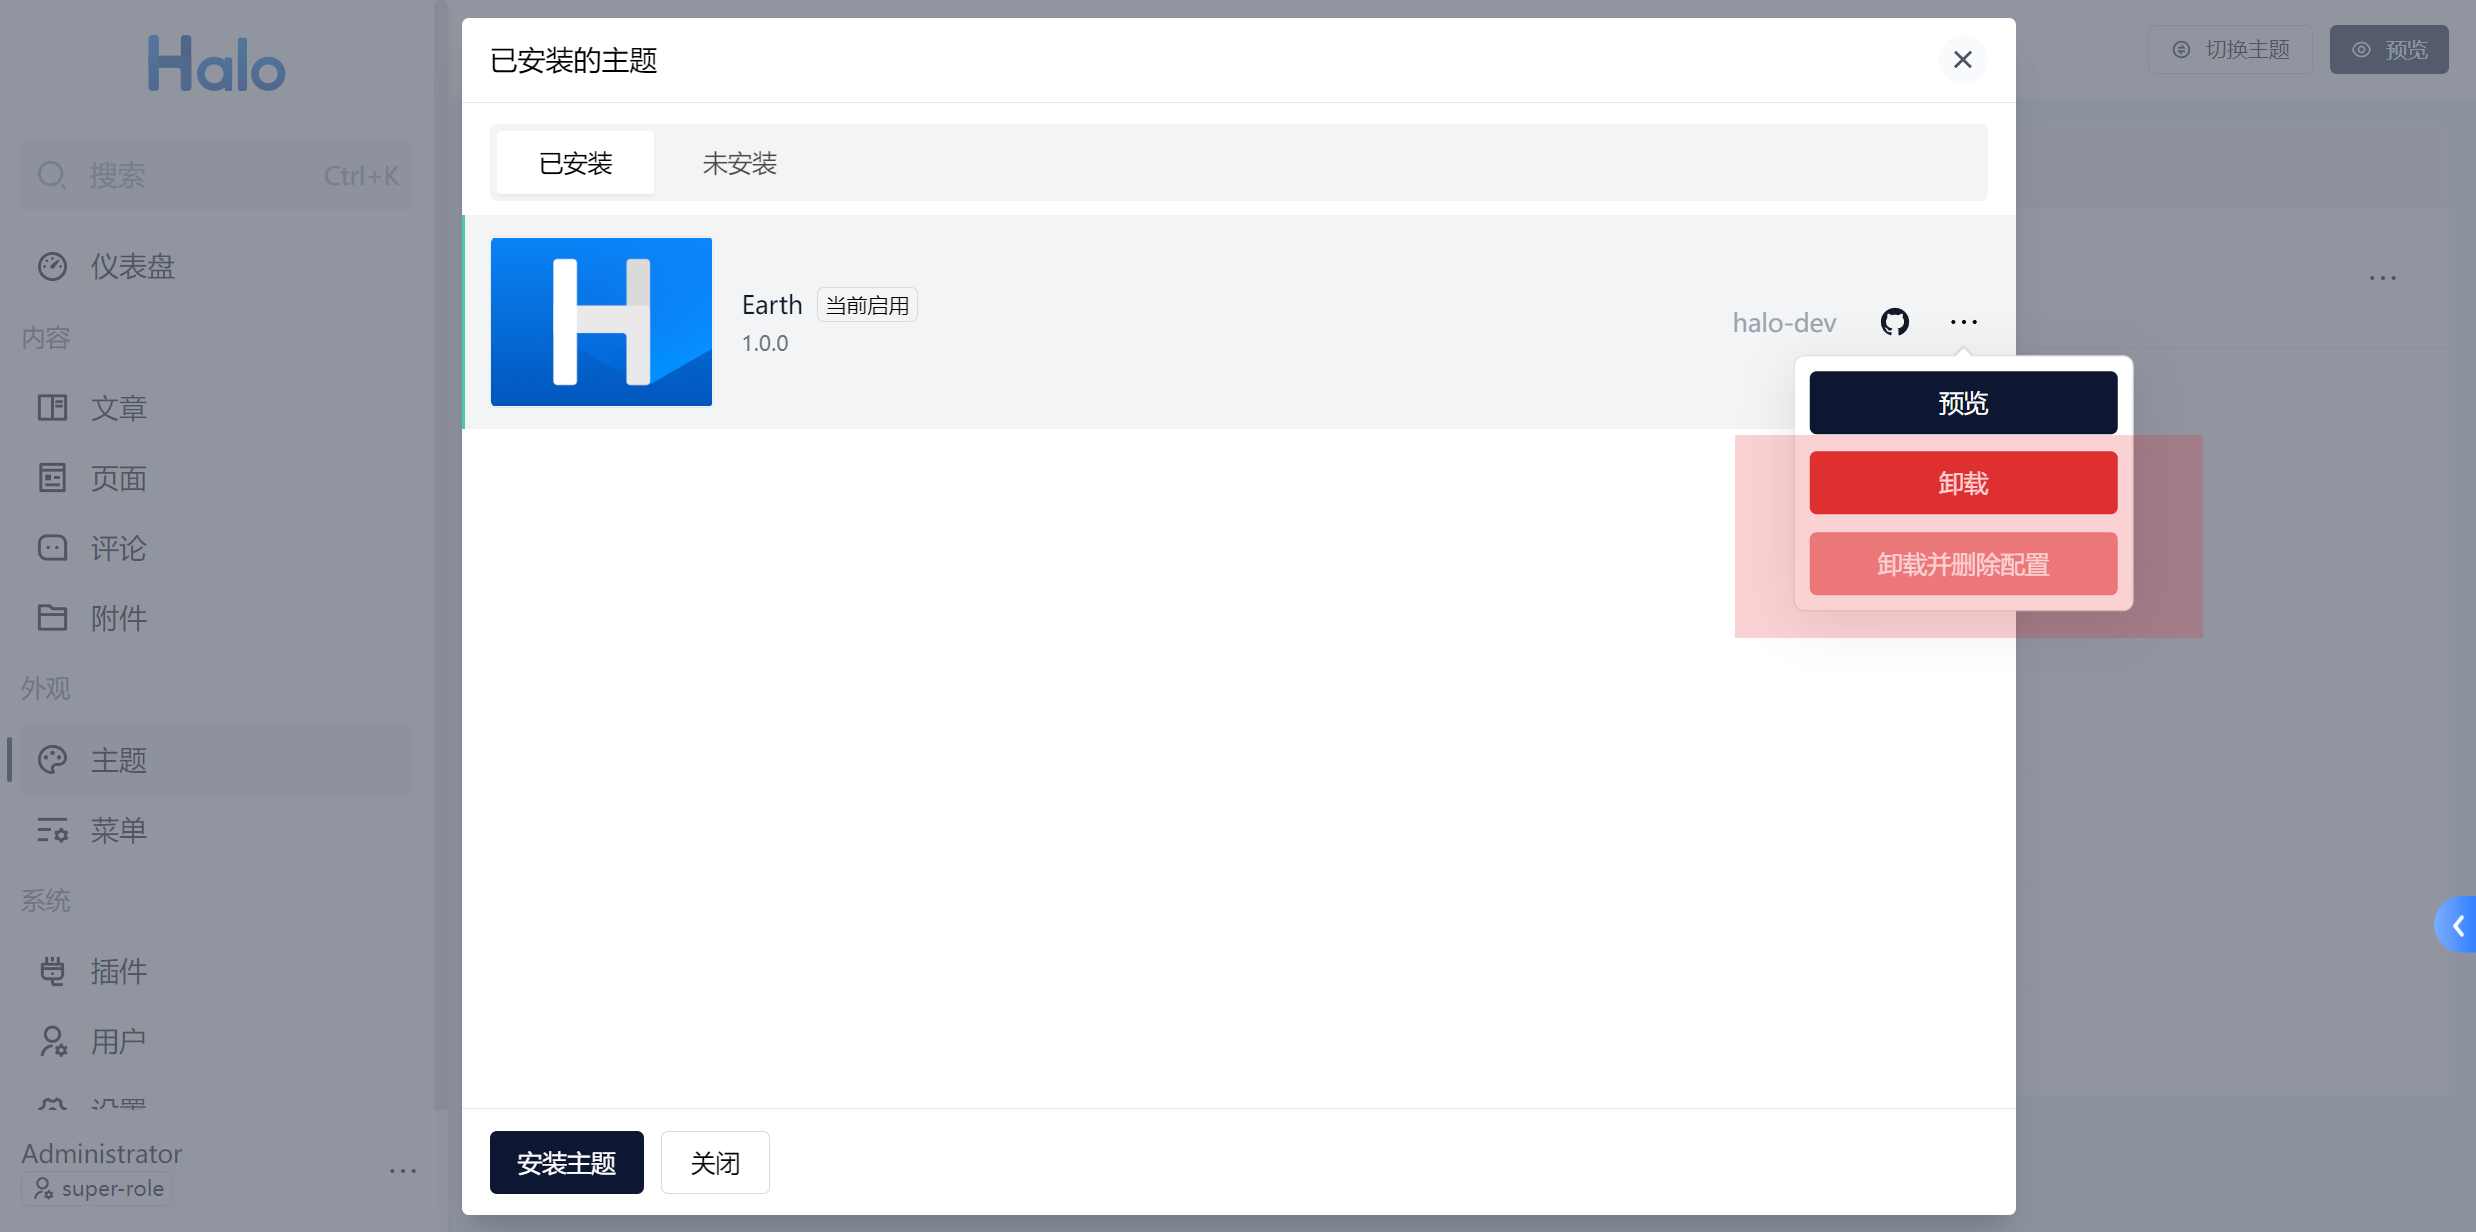 Halo
搜索 Ctrl+K
仪表盘
内容
文章
页面
评论
附件
外观
主题
菜单
系统
插件
用户
设置
Administrator
super-role
已安装的主题
已安装 未安装
Earth 当前启用
1.0.0
halo-dev
预览
卸载
卸载并删除配置
安装主题 关闭
切换主题 预览